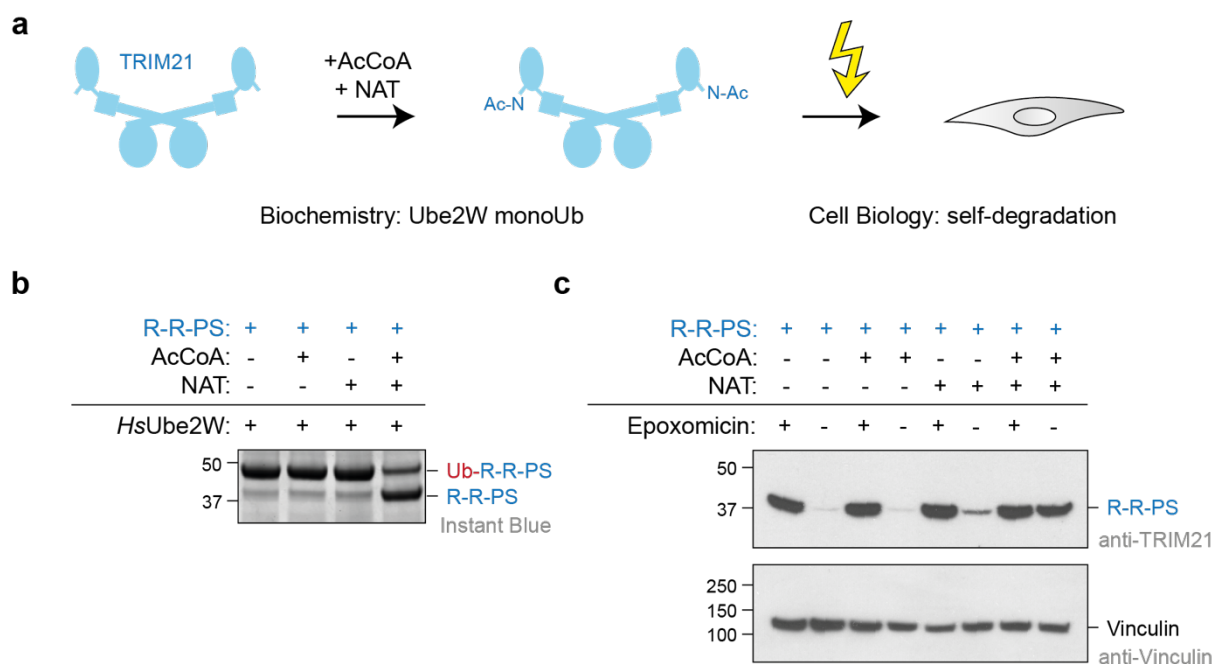 a
TRIM21
+AcCoA
+ NAT
Ac-N
N-Ac
Biochemistry: Ube2W monoUb
Cell Biology: self-degradation
b
R-R-PS: + + + +
AcCoA: - + - +
NAT: - - + +
HsUbe2W: + + + +
50
37
Ub-R-R-PS
R-R-PS
Instant Blue
c
R-R-PS: + + + + + + + +
AcCoA: - - + + - - + +
NAT: - - - - + + + +
Epoxomicin: + - + - + - + -
50
37
R-R-PS
anti-TRIM21
250
150
100
Vinculin
anti-Vinculin